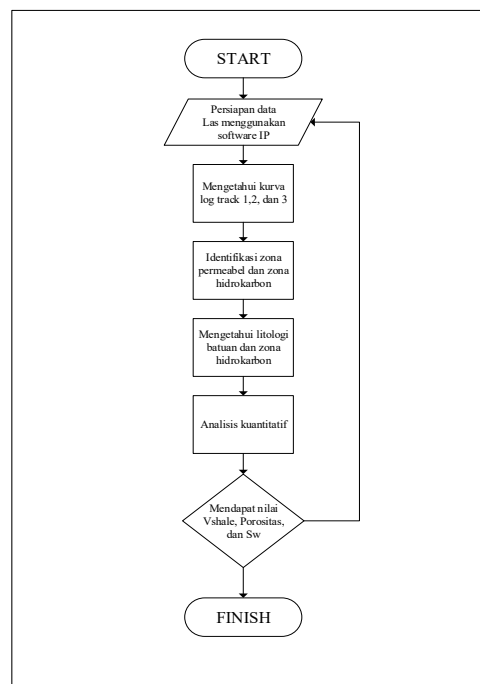 START
Persiapan data
Las menggunakan
software IP
Mengetahui kurva
log track 1,2, dan 3
Identifikasi zona
permeabel dan zona
hidrokarbon
Mengetahui litologi
batuan dan zona
hidrokarbon
Analisis kuantitatif
Mendapat nilai
Vshale, Porositas,
dan Sw
FINISH